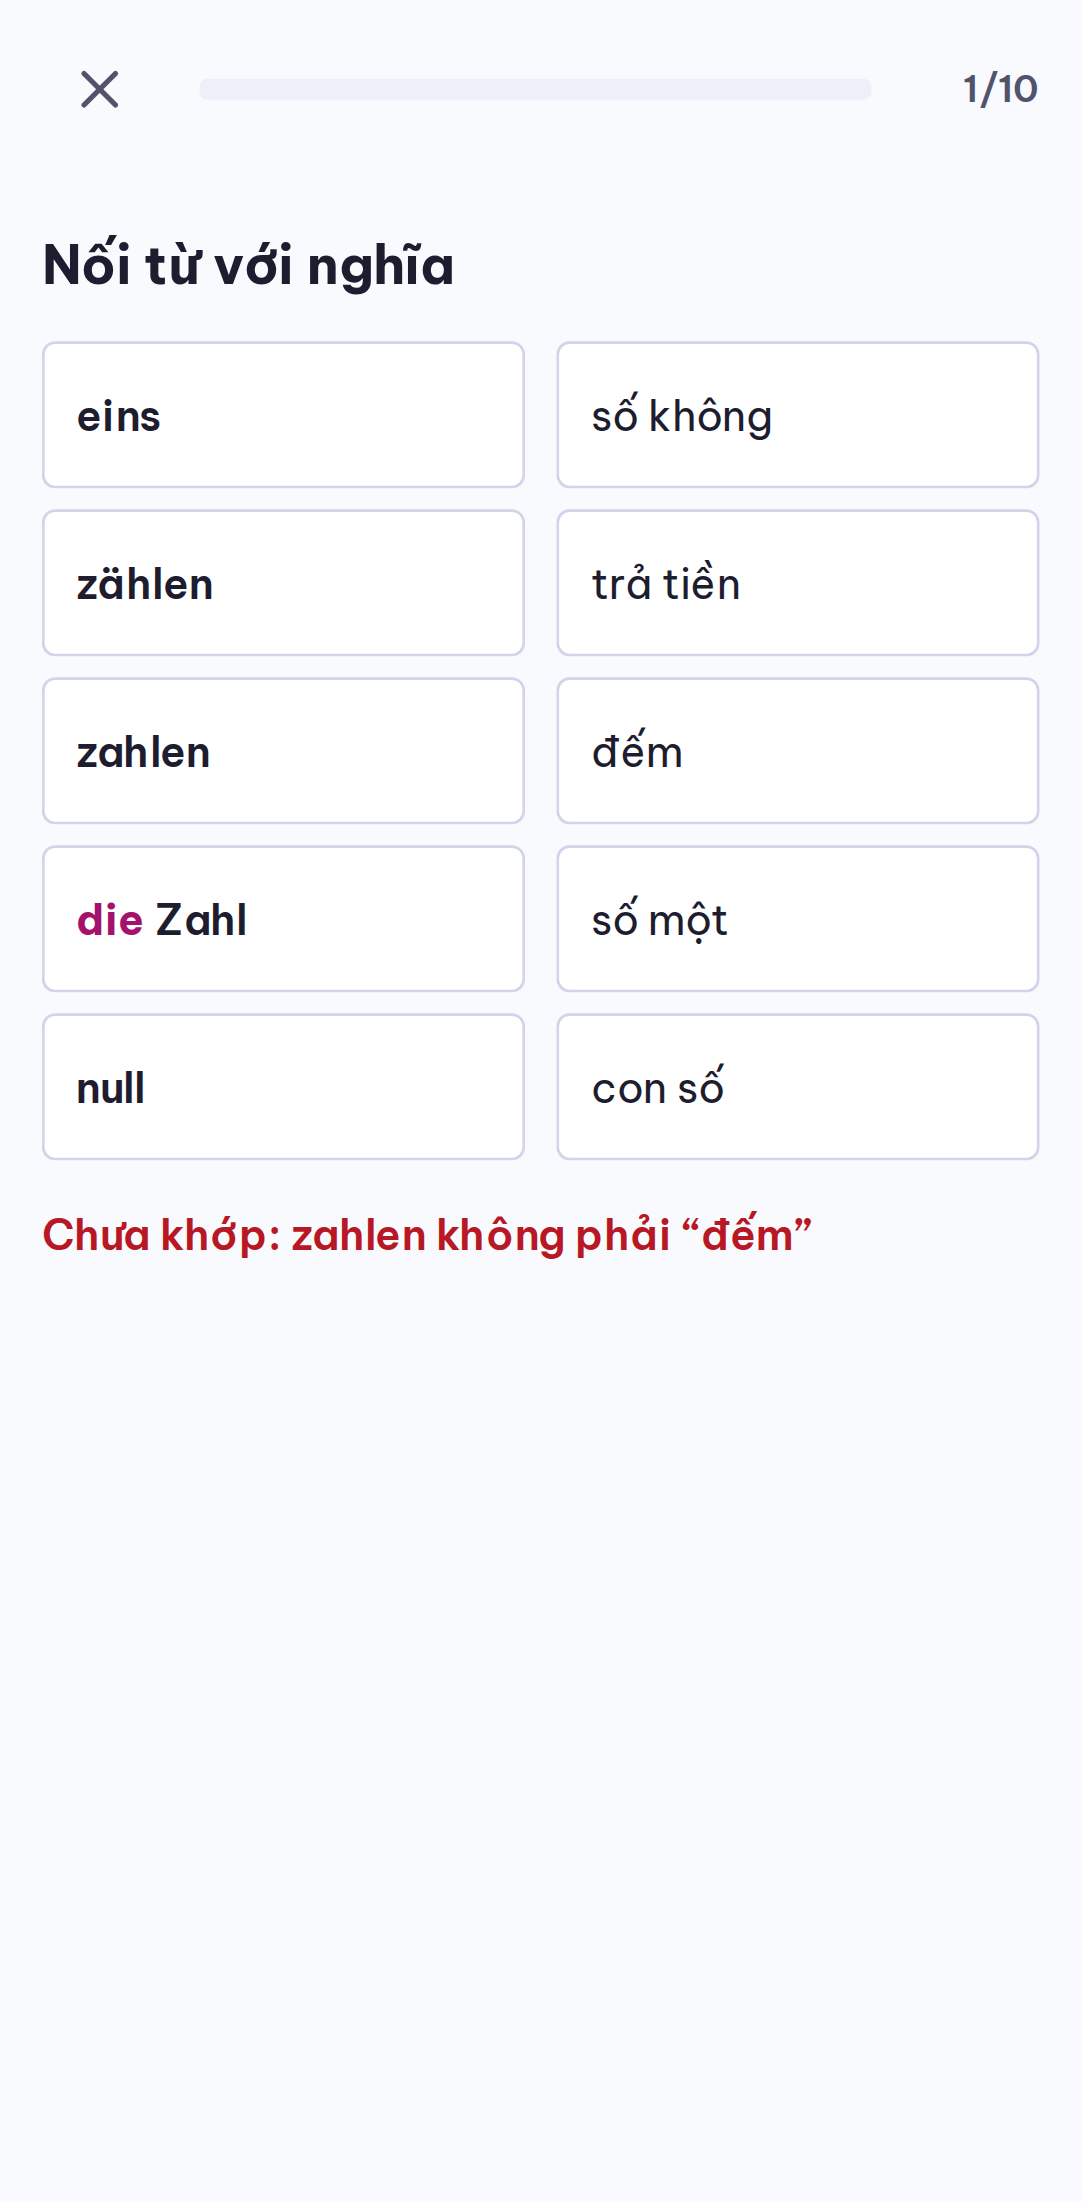 1/10
Nối từ với nghĩa
eins
số không
zählen
trả tiền
zahlen
đếm
die Zahl
số một
null
con số
Chưa khớp: zahlen không phải “đếm”